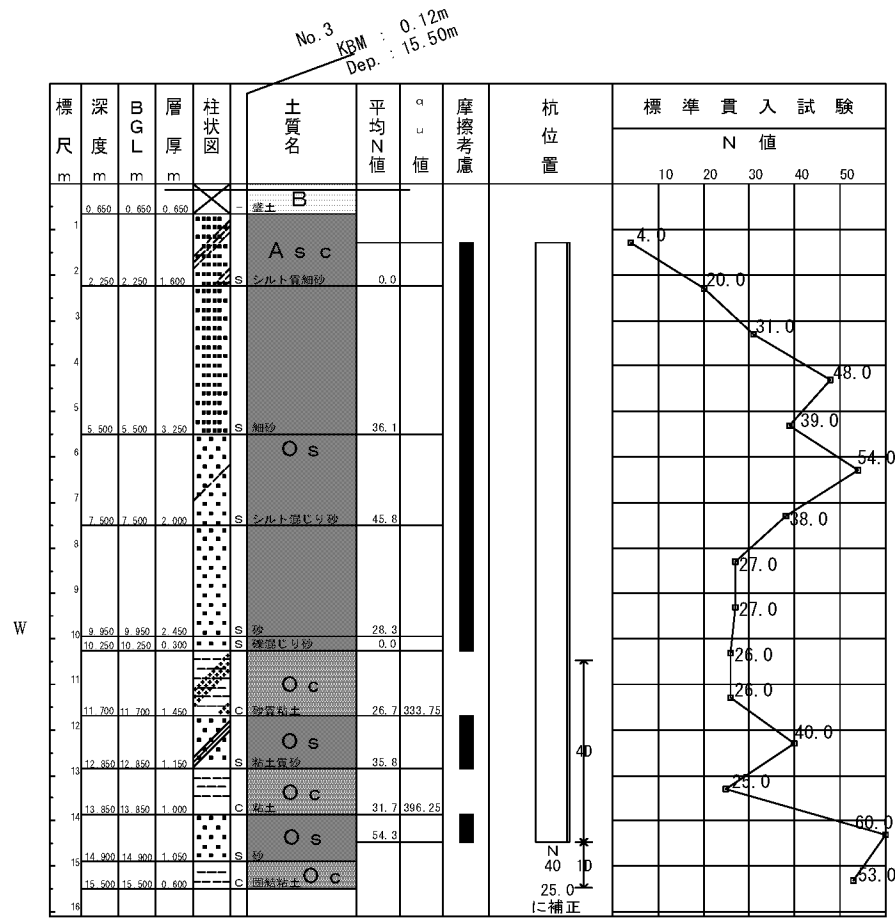 No.3
KBM : 0.12m
Dep. : 15.50m
標尺 m
深度 m
BGL m
層厚 m
柱状図
土質名
平均N値
qu値
摩擦考慮
杭位置
標準貫入試験
N 値
10 20 30 40 50
B
0.650 0.650 0.650 - 盛土
1
4.0
Asc
2
2.250 2.250 1.600 S シルト質細砂 0.0
20.0
3
31.0
4
48.0
5
39.0
5.500 5.500 3.250 S 細砂 36.1
Os
6
54.0
7
38.0
7.500 7.500 2.000 S シルト混じり砂 45.8
8
27.0
9
27.0
W
9.950 9.950 2.450 S 砂 28.3
10
10.250 10.250 0.300 S 礫混じり砂 0.0
26.0
11
Oc
26.0
11.700 11.700 1.450 C 砂質粘土 26.7 333.75
12
Os
40.0
4D
12.850 12.850 1.150 S 粘土質砂 35.8
13
Oc
25.0
13.850 13.850 1.000 C 粘土 31.7 396.25
14
60.0
Os
54.3
14.900 14.900 1.050 S 砂
N
40
1D
15
53.0
Oc
15.500 15.500 0.600 C 固結粘土
25.0
に補正
16